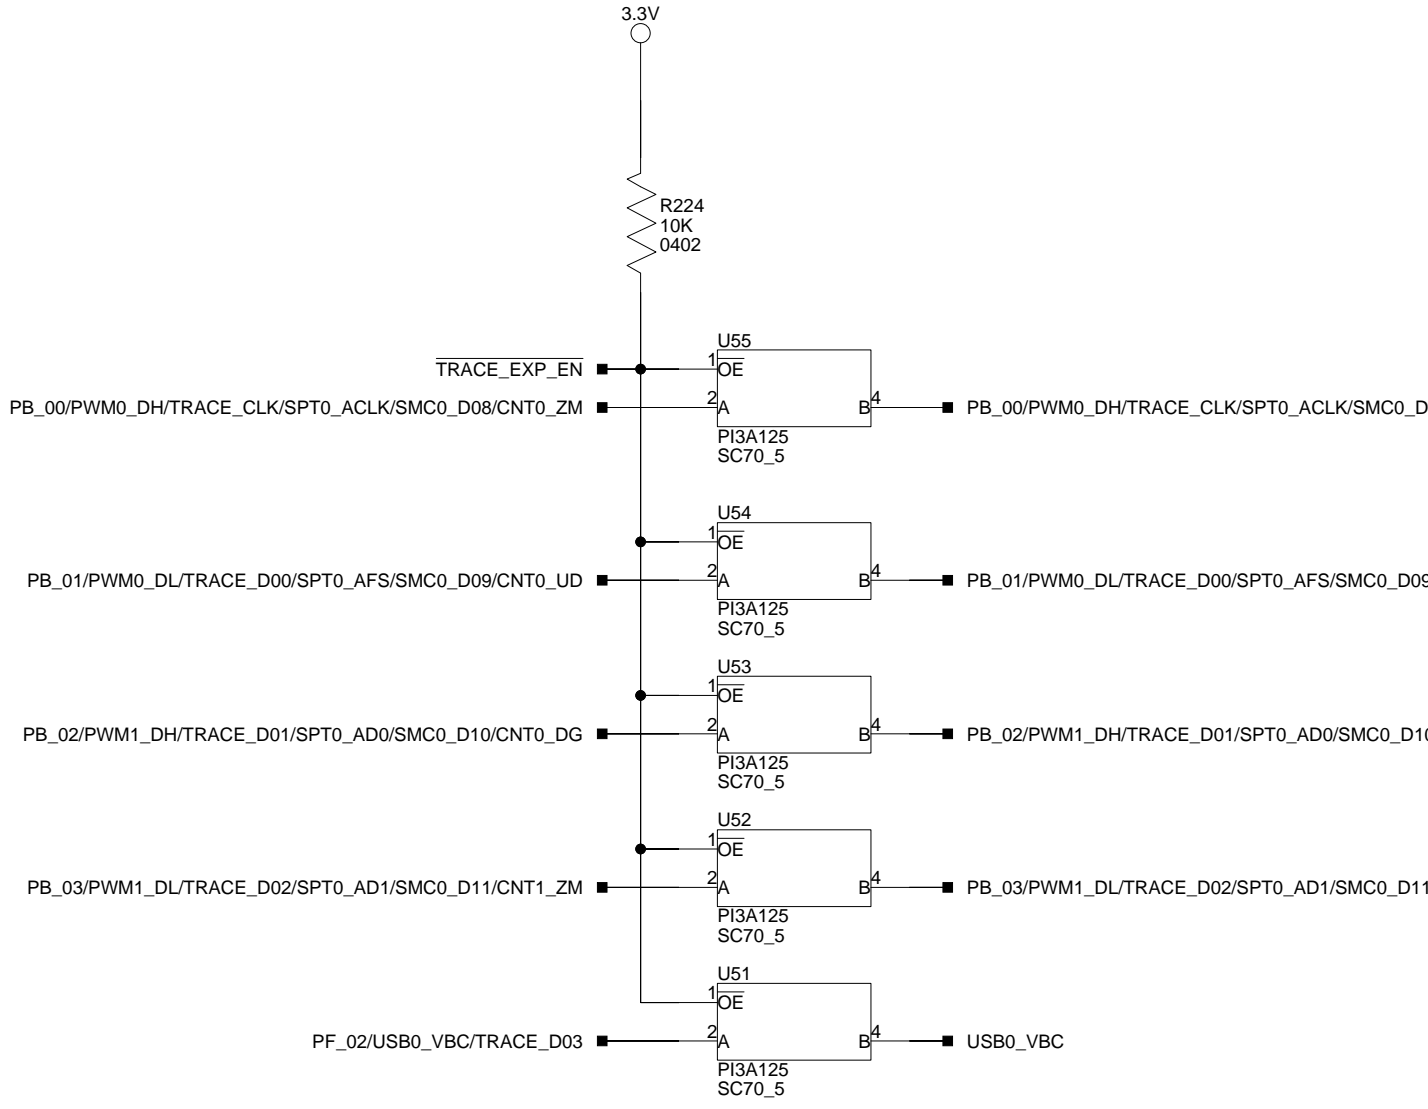 3.3V
R224
10K
0402
U55
TRACE_EXP_EN
1
OE
PB_00/PWM0_DH/TRACE_CLK/SPT0_ACLK/SMC0_D08/CNT0_ZM
2
A
B
4
PB_00/PWM0_DH/TRACE_CLK/SPT0_ACLK/SMC0_D
PI3A125
SC70_5
U54
1
OE
PB_01/PWM0_DL/TRACE_D00/SPT0_AFS/SMC0_D09/CNT0_UD
2
A
B
4
PB_01/PWM0_DL/TRACE_D00/SPT0_AFS/SMC0_D09
PI3A125
SC70_5
U53
1
OE
PB_02/PWM1_DH/TRACE_D01/SPT0_AD0/SMC0_D10/CNT0_DG
2
A
B
4
PB_02/PWM1_DH/TRACE_D01/SPT0_AD0/SMC0_D10
PI3A125
SC70_5
U52
1
OE
PB_03/PWM1_DL/TRACE_D02/SPT0_AD1/SMC0_D11/CNT1_ZM
2
A
B
4
PB_03/PWM1_DL/TRACE_D02/SPT0_AD1/SMC0_D11
PI3A125
SC70_5
U51
1
OE
PF_02/USB0_VBC/TRACE_D03
2
A
B
4
USB0_VBC
PI3A125
SC70_5